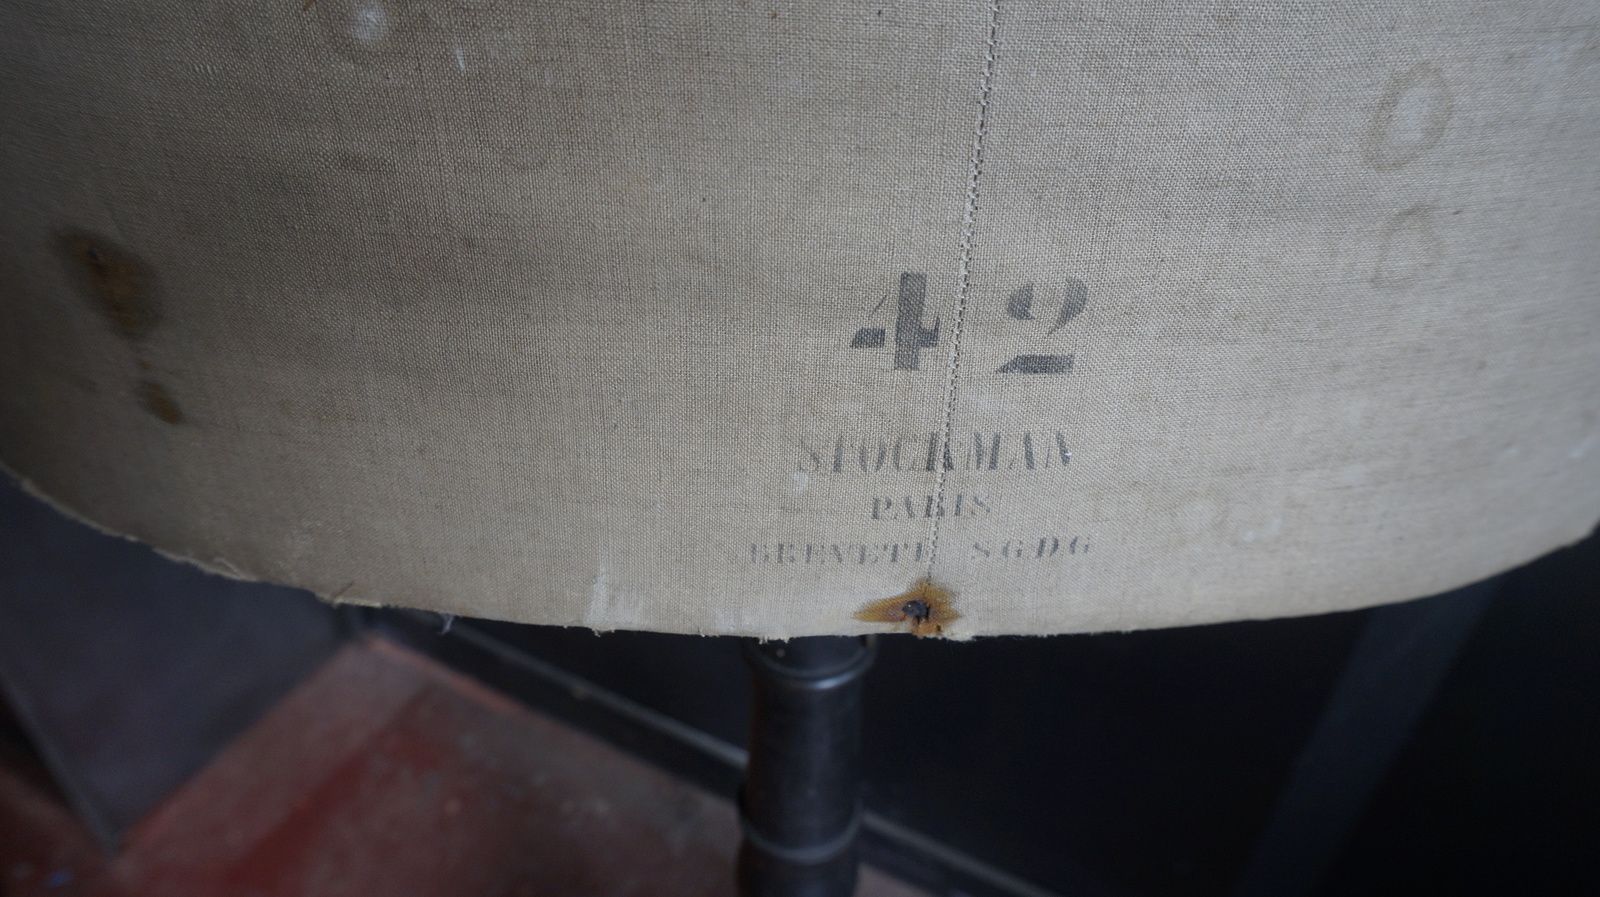 42
STOCKMAN
PARIS
BREVETE SGDG